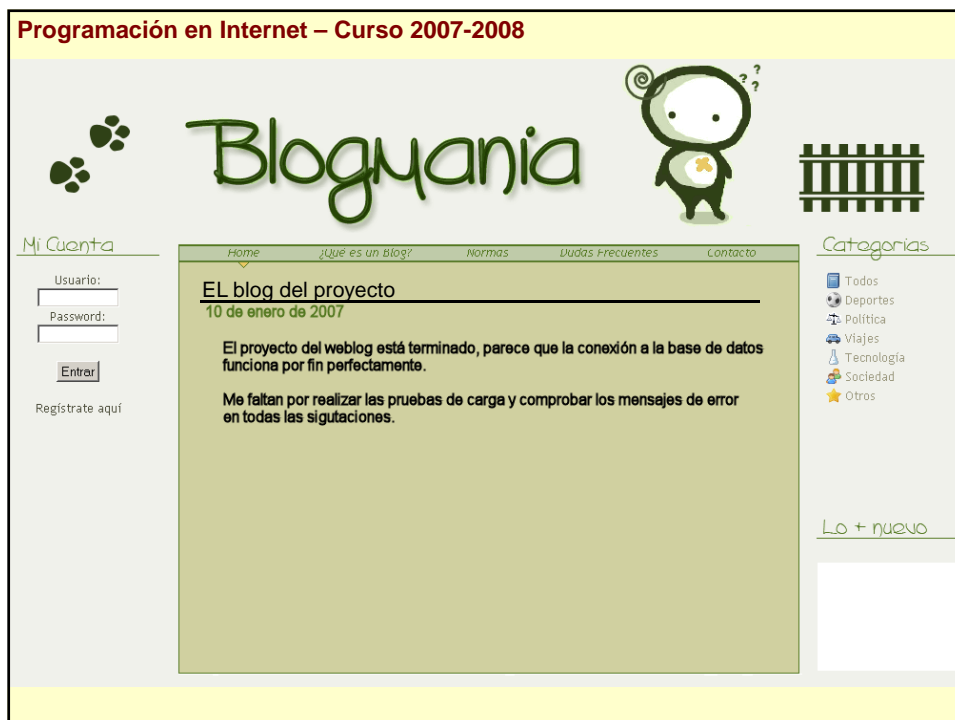 Programación en Internet – Curso 2007-2008
? ? ?
Blogmania
Mi Cuenta
Usuario:
Password:
Entrar
Regístrate aquí
Home ¿Qué es un Blog? Normas Dudas Frecuentes Contacto
EL blog del proyecto
10 de enero de 2007
El proyecto del weblog está terminado, parece que la conexión a la base de datos
funciona por fin perfectamente.
Me faltan por realizar las pruebas de carga y comprobar los mensajes de error
en todas las sigutaciones.
Categorías
Todos
Deportes
Política
Viajes
Tecnología
Sociedad
Otros
Lo + nuevo